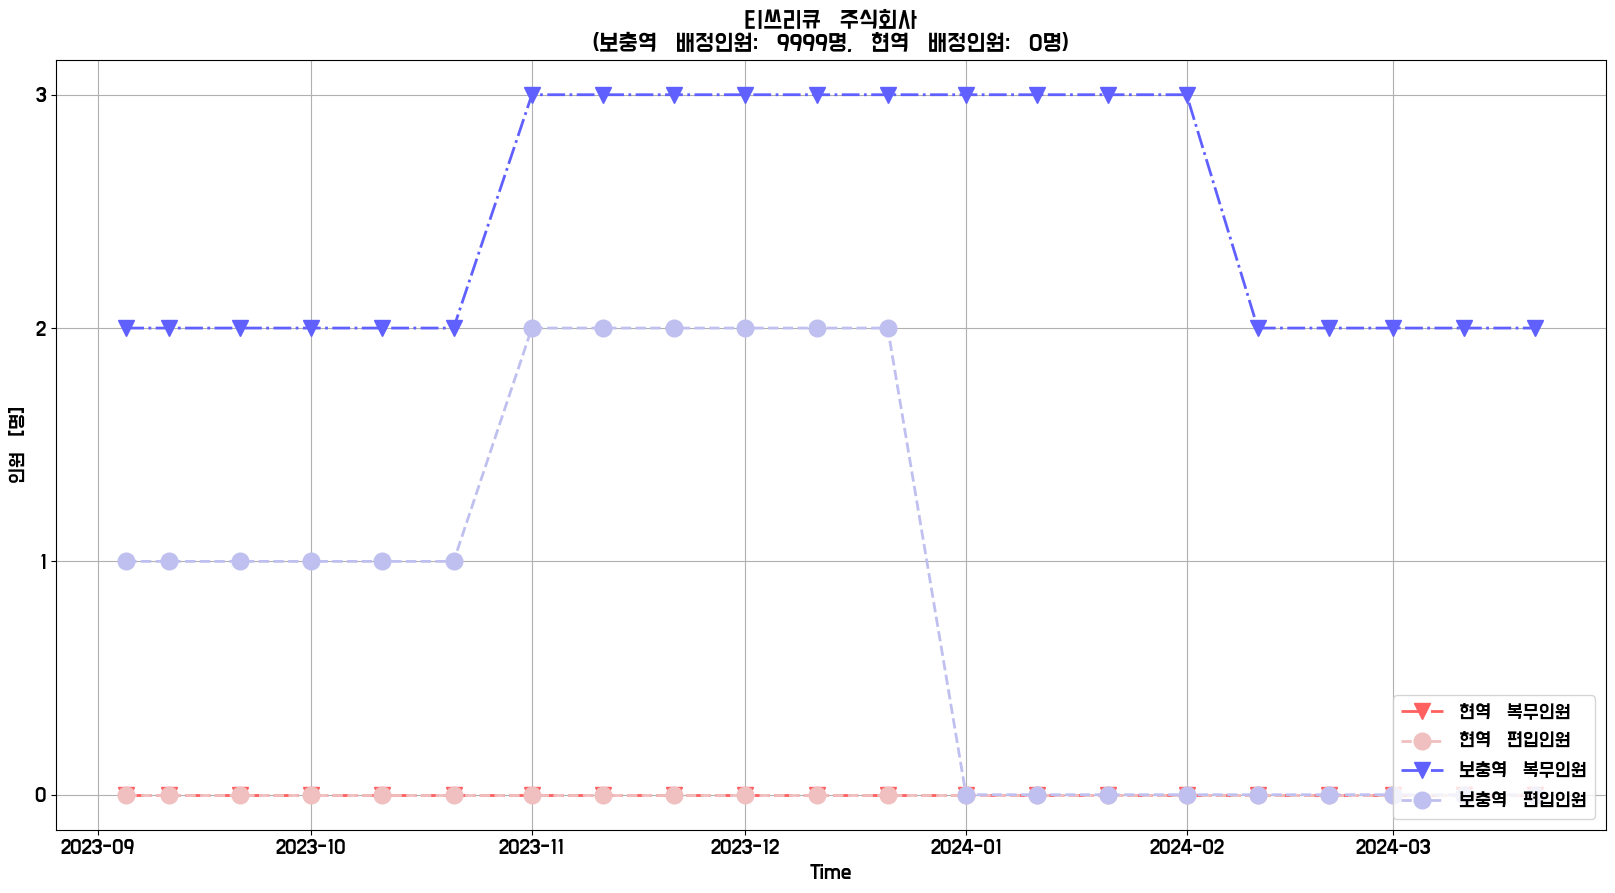 티쓰리큐 주식회사
(보충역 배정인원: 9999명, 현역 배정인원: 0명)
3
2
1
0
인원 [명]
2023-09 2023-10 2023-11 2023-12 2024-01 2024-02 2024-03
Time
현역 복무인원
현역 편입인원
보충역 복무인원
보충역 편입인원